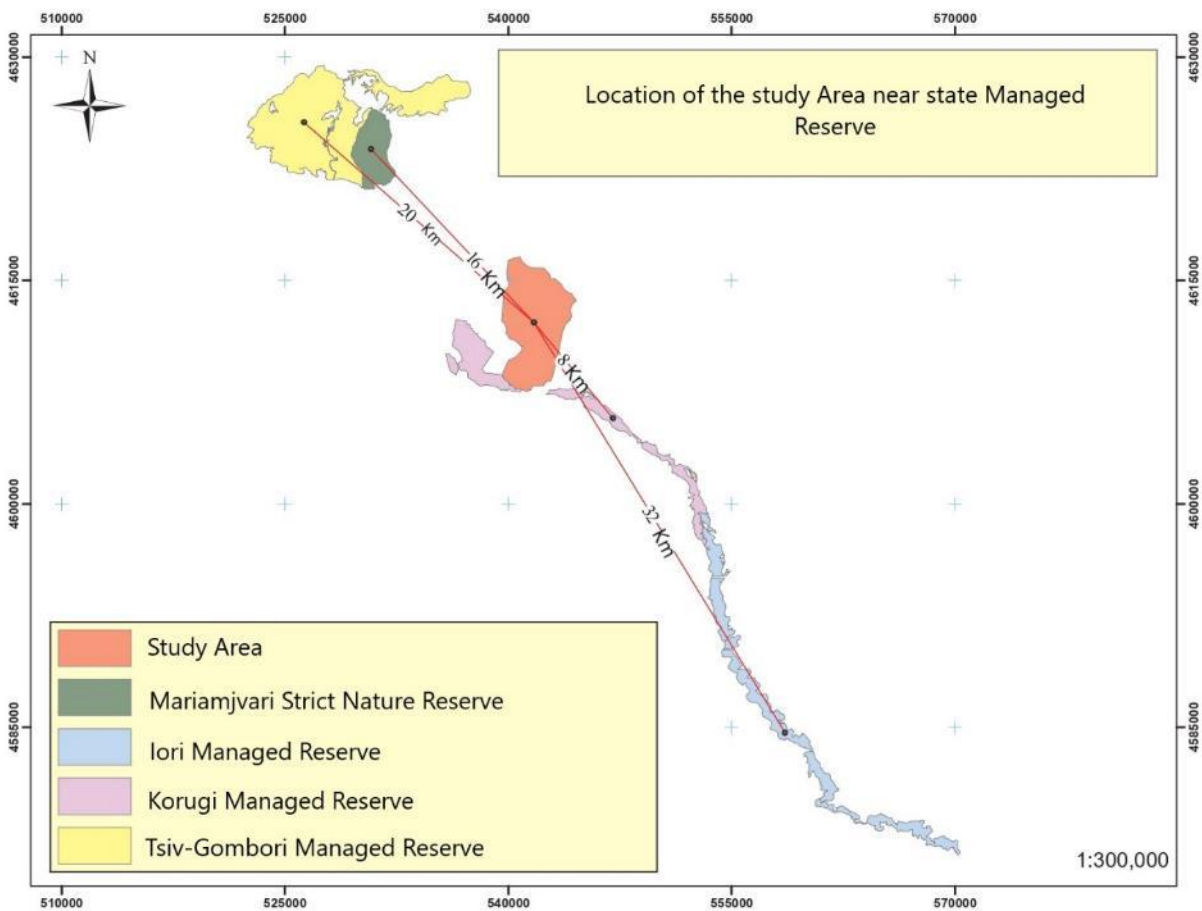 510000 525000 540000 555000 570000
4630000 4630000
N
Location of the study Area near state Managed
Reserve
20 Km
16 Km
4615000 4615000
8 Km
4600000 4600000
32 Km
Study Area
Mariamjvari Strict Nature Reserve
4585000 4585000
Iori Managed Reserve
Korugi Managed Reserve
Tsiv-Gombori Managed Reserve
1:300,000
510000 525000 540000 555000 570000